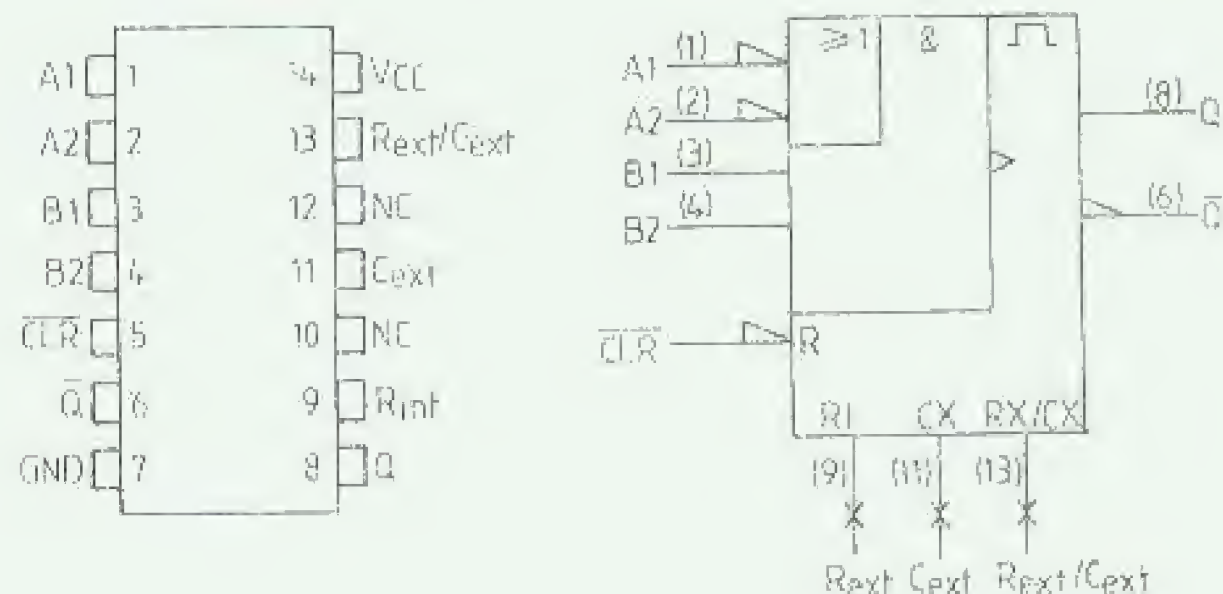 A1 1 14 VCC
A2 2 13 Rext/Cext
B1 3 12 NC
B2 4 11 Cext
CLR 5 10 NC
Q 6 9 Rint
GND 7 8 Q
≥1 &
A1 (1)
A2 (2)
B1 (3)
B2 (4)
CLR R
(8) Q
(6) Q
RI CX RX/CX
(9) (11) (13)
Rext Cext Rext/Cext